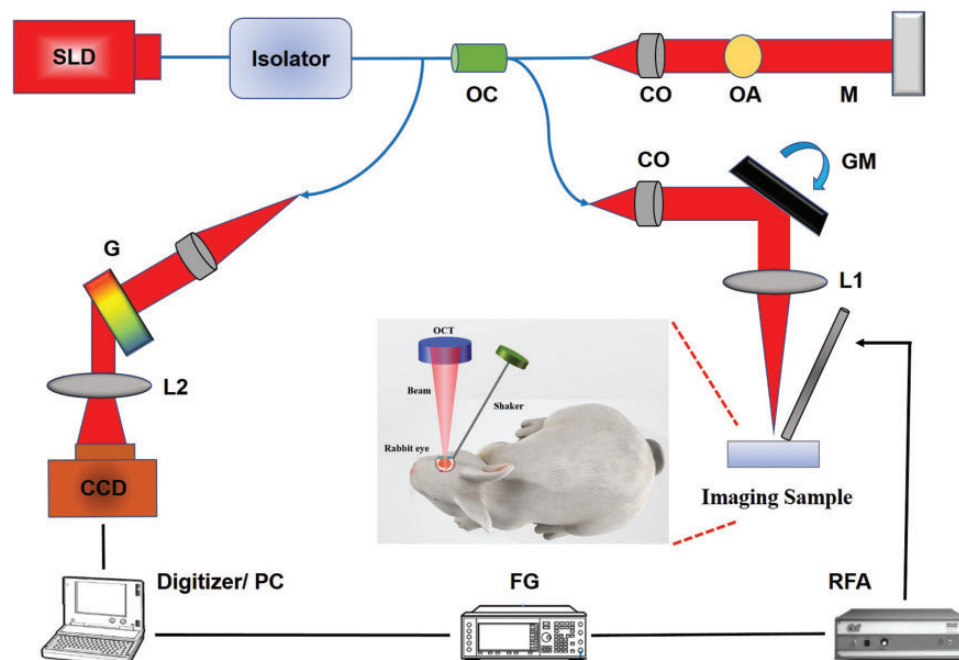 SLD
Isolator
OC
CO
OA
M
CO
GM
G
L1
L2
OCT
Beam
Shaker
Rabbit eye
CCD
Imaging Sample
Digitizer/ PC
FG
RFA